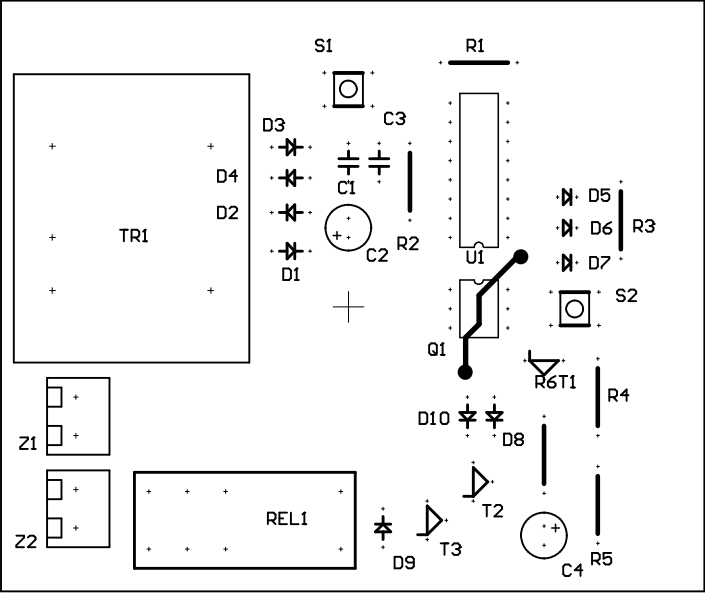 S1
R1
D3
C3
D4
C1
D5
D2
D6
R3
TR1
R2
C2
U1
D7
D1
S2
Q1
R6T1
R4
D10
D8
Z1
T2
REL1
Z2
T3
D9
R5
C4